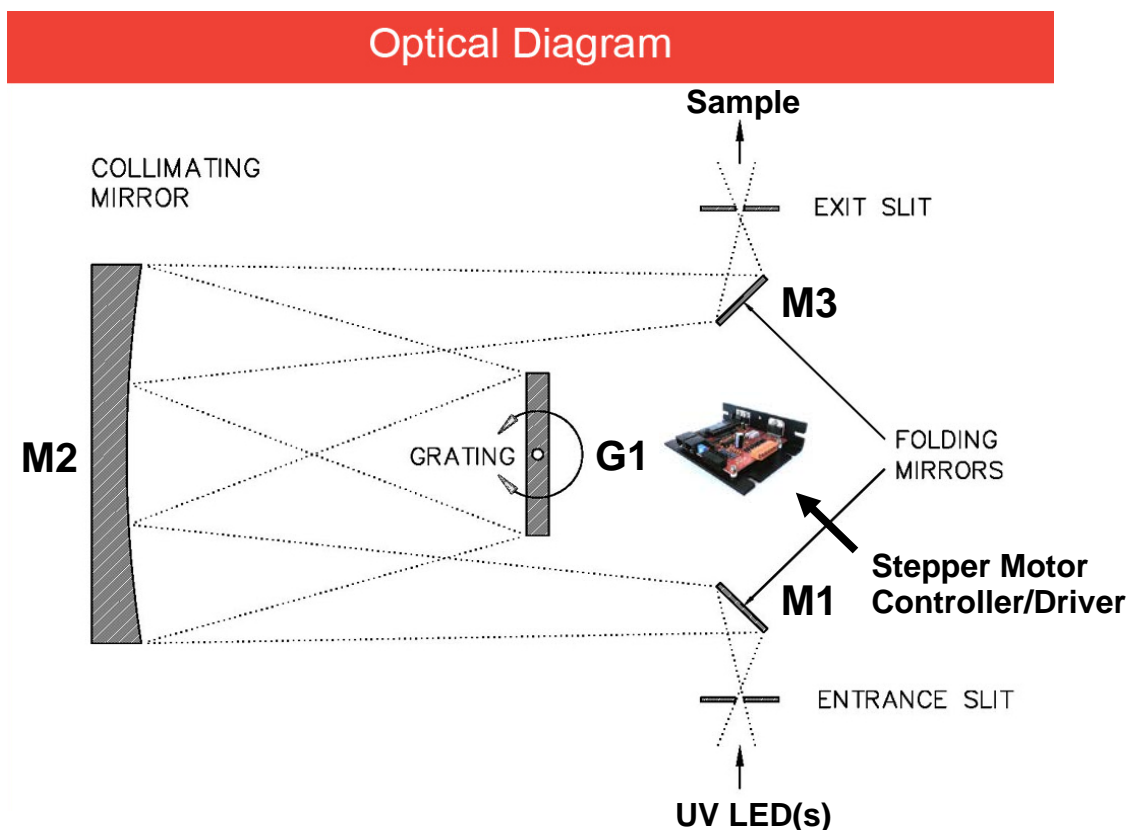 Optical Diagram
Sample
COLLIMATING
MIRROR
EXIT SLIT
M3
M2
GRATING
G1
FOLDING
MIRRORS
Stepper Motor
Controller/Driver
M1
ENTRANCE SLIT
UV LED(s)